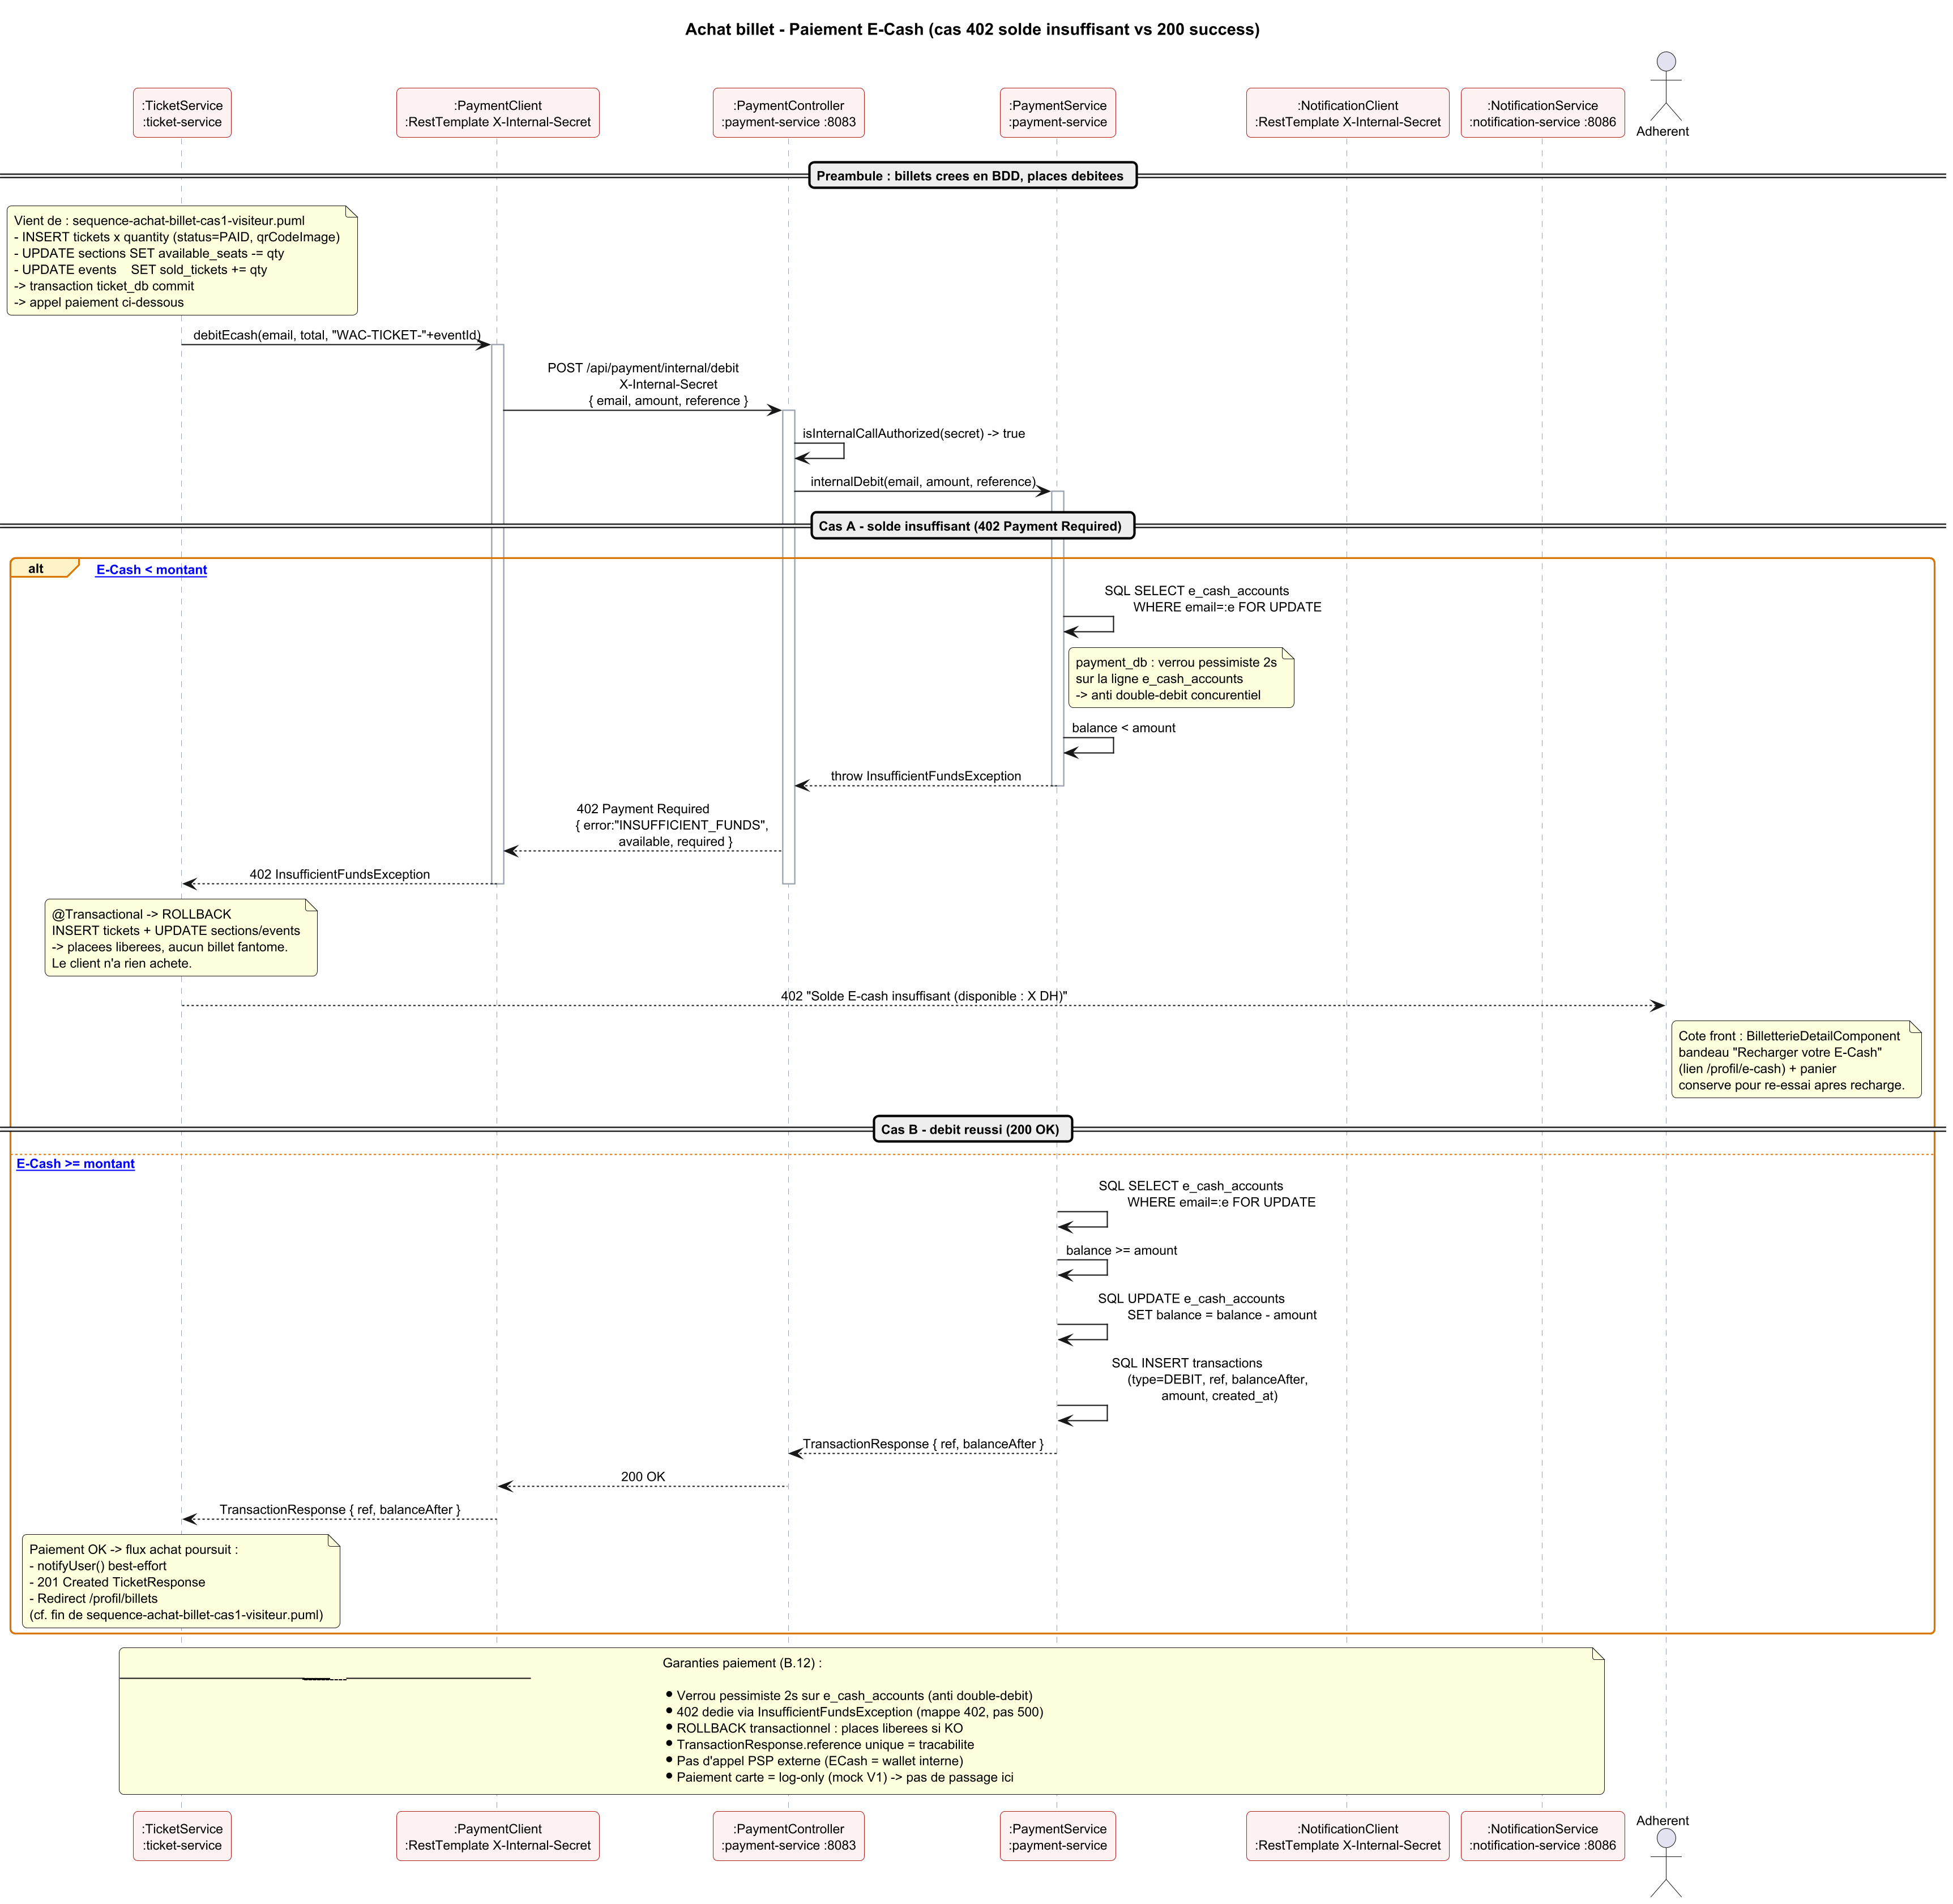 Achat billet - Paiement E-Cash (cas 402 solde insuffisant vs 200 success)
:TicketService
:ticket-service
:PaymentClient
:RestTemplate X-Internal-Secret
:PaymentController
:payment-service :8083
:PaymentService
:payment-service
:NotificationClient
:RestTemplate X-Internal-Secret
:NotificationService
:notification-service :8086
Adherent
Preambule : billets crees en BDD, places debitees
Vient de : sequence-achat-billet-cas1-visiteur.puml
- INSERT tickets x quantity (status=PAID, qrCodeImage)
- UPDATE sections SET available_seats -= qty
- UPDATE events    SET sold_tickets += qty
-> transaction ticket_db commit
-> appel paiement ci-dessous
debitEcash(email, total, "WAC-TICKET-"+eventId)
POST /api/payment/internal/debit
X-Internal-Secret
{ email, amount, reference }
isInternalCallAuthorized(secret) -> true
internalDebit(email, amount, reference)
Cas A - solde insuffisant (402 Payment Required)
alt
E-Cash < montant
SQL SELECT e_cash_accounts
WHERE email=:e FOR UPDATE
payment_db : verrou pessimiste 2s
sur la ligne e_cash_accounts
-> anti double-debit concurentiel
balance < amount
throw InsufficientFundsException
402 Payment Required
{ error:"INSUFFICIENT_FUNDS",
available, required }
402 InsufficientFundsException
@Transactional -> ROLLBACK
INSERT tickets + UPDATE sections/events
-> placees liberees, aucun billet fantome.
Le client n'a rien achete.
402 "Solde E-cash insuffisant (disponible : X DH)"
Cote front : BilletterieDetailComponent
bandeau "Recharger votre E-Cash"
(lien /profil/e-cash) + panier
conserve pour re-essai apres recharge.
Cas B - debit reussi (200 OK)
E-Cash >= montant
SQL SELECT e_cash_accounts
WHERE email=:e FOR UPDATE
balance >= amount
SQL UPDATE e_cash_accounts
SET balance = balance - amount
SQL INSERT transactions
(type=DEBIT, ref, balanceAfter,
amount, created_at)
TransactionResponse { ref, balanceAfter }
200 OK
TransactionResponse { ref, balanceAfter }
Paiement OK -> flux achat poursuit :
- notifyUser() best-effort
- 201 Created TicketResponse
- Redirect /profil/billets
(cf. fin de sequence-achat-billet-cas1-visiteur.puml)
Garanties paiement (B.12) :
• Verrou pessimiste 2s sur e_cash_accounts (anti double-debit)
• 402 dedie via InsufficientFundsException (mappe 402, pas 500)
• ROLLBACK transactionnel : places liberees si KO
• TransactionResponse.reference unique = tracabilite
• Pas d'appel PSP externe (ECash = wallet interne)
• Paiement carte = log-only (mock V1) -> pas de passage ici
:TicketService
:ticket-service
:PaymentClient
:RestTemplate X-Internal-Secret
:PaymentController
:payment-service :8083
:PaymentService
:payment-service
:NotificationClient
:RestTemplate X-Internal-Secret
:NotificationService
:notification-service :8086
Adherent